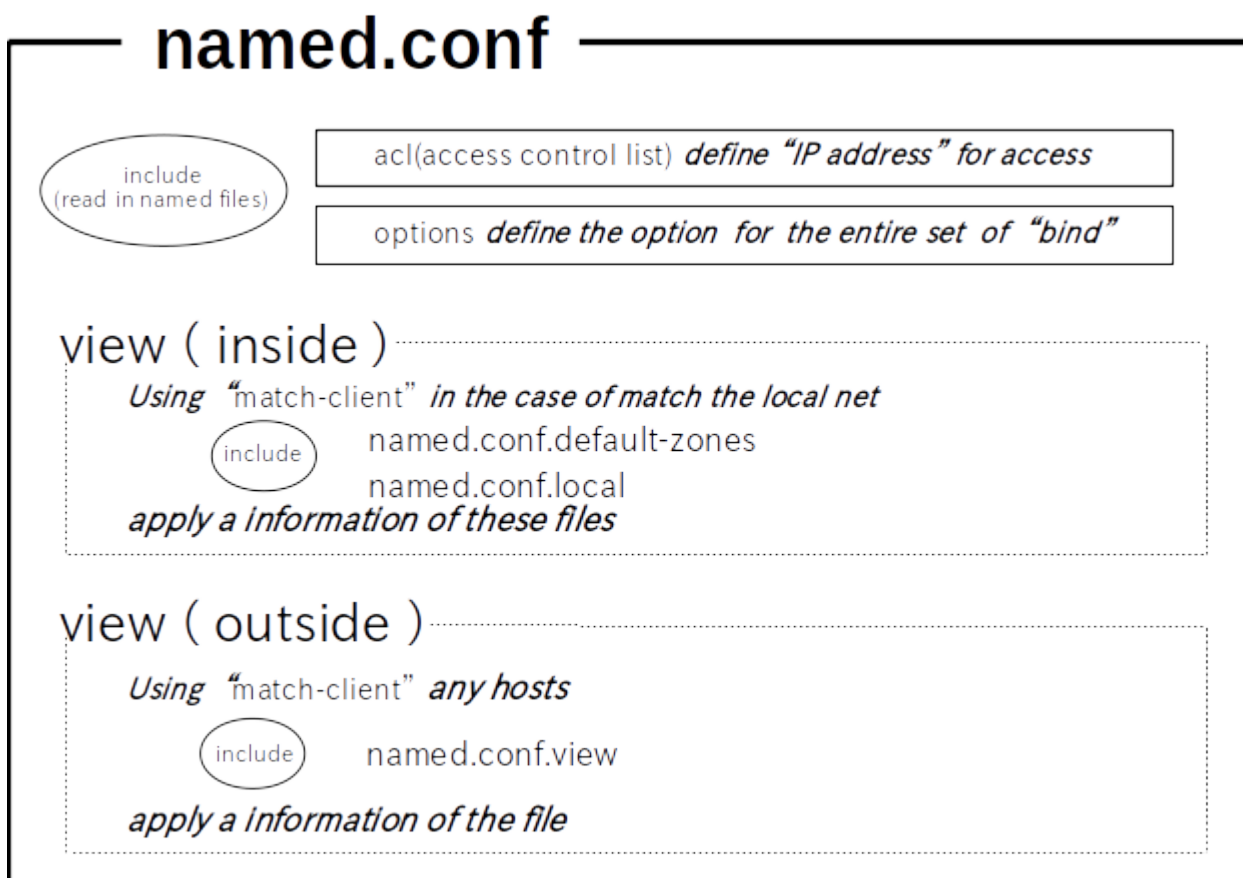 named.conf
include
(read in named files)
acl(access control list) define “IP address” for access
options define the option for the entire set of “bind”
view ( inside )
Using “match-client” in the case of match the local net
include
named.conf.default-zones
named.conf.local
apply a information of these files
view ( outside )
Using “match-client” any hosts
include
named.conf.view
apply a information of the file